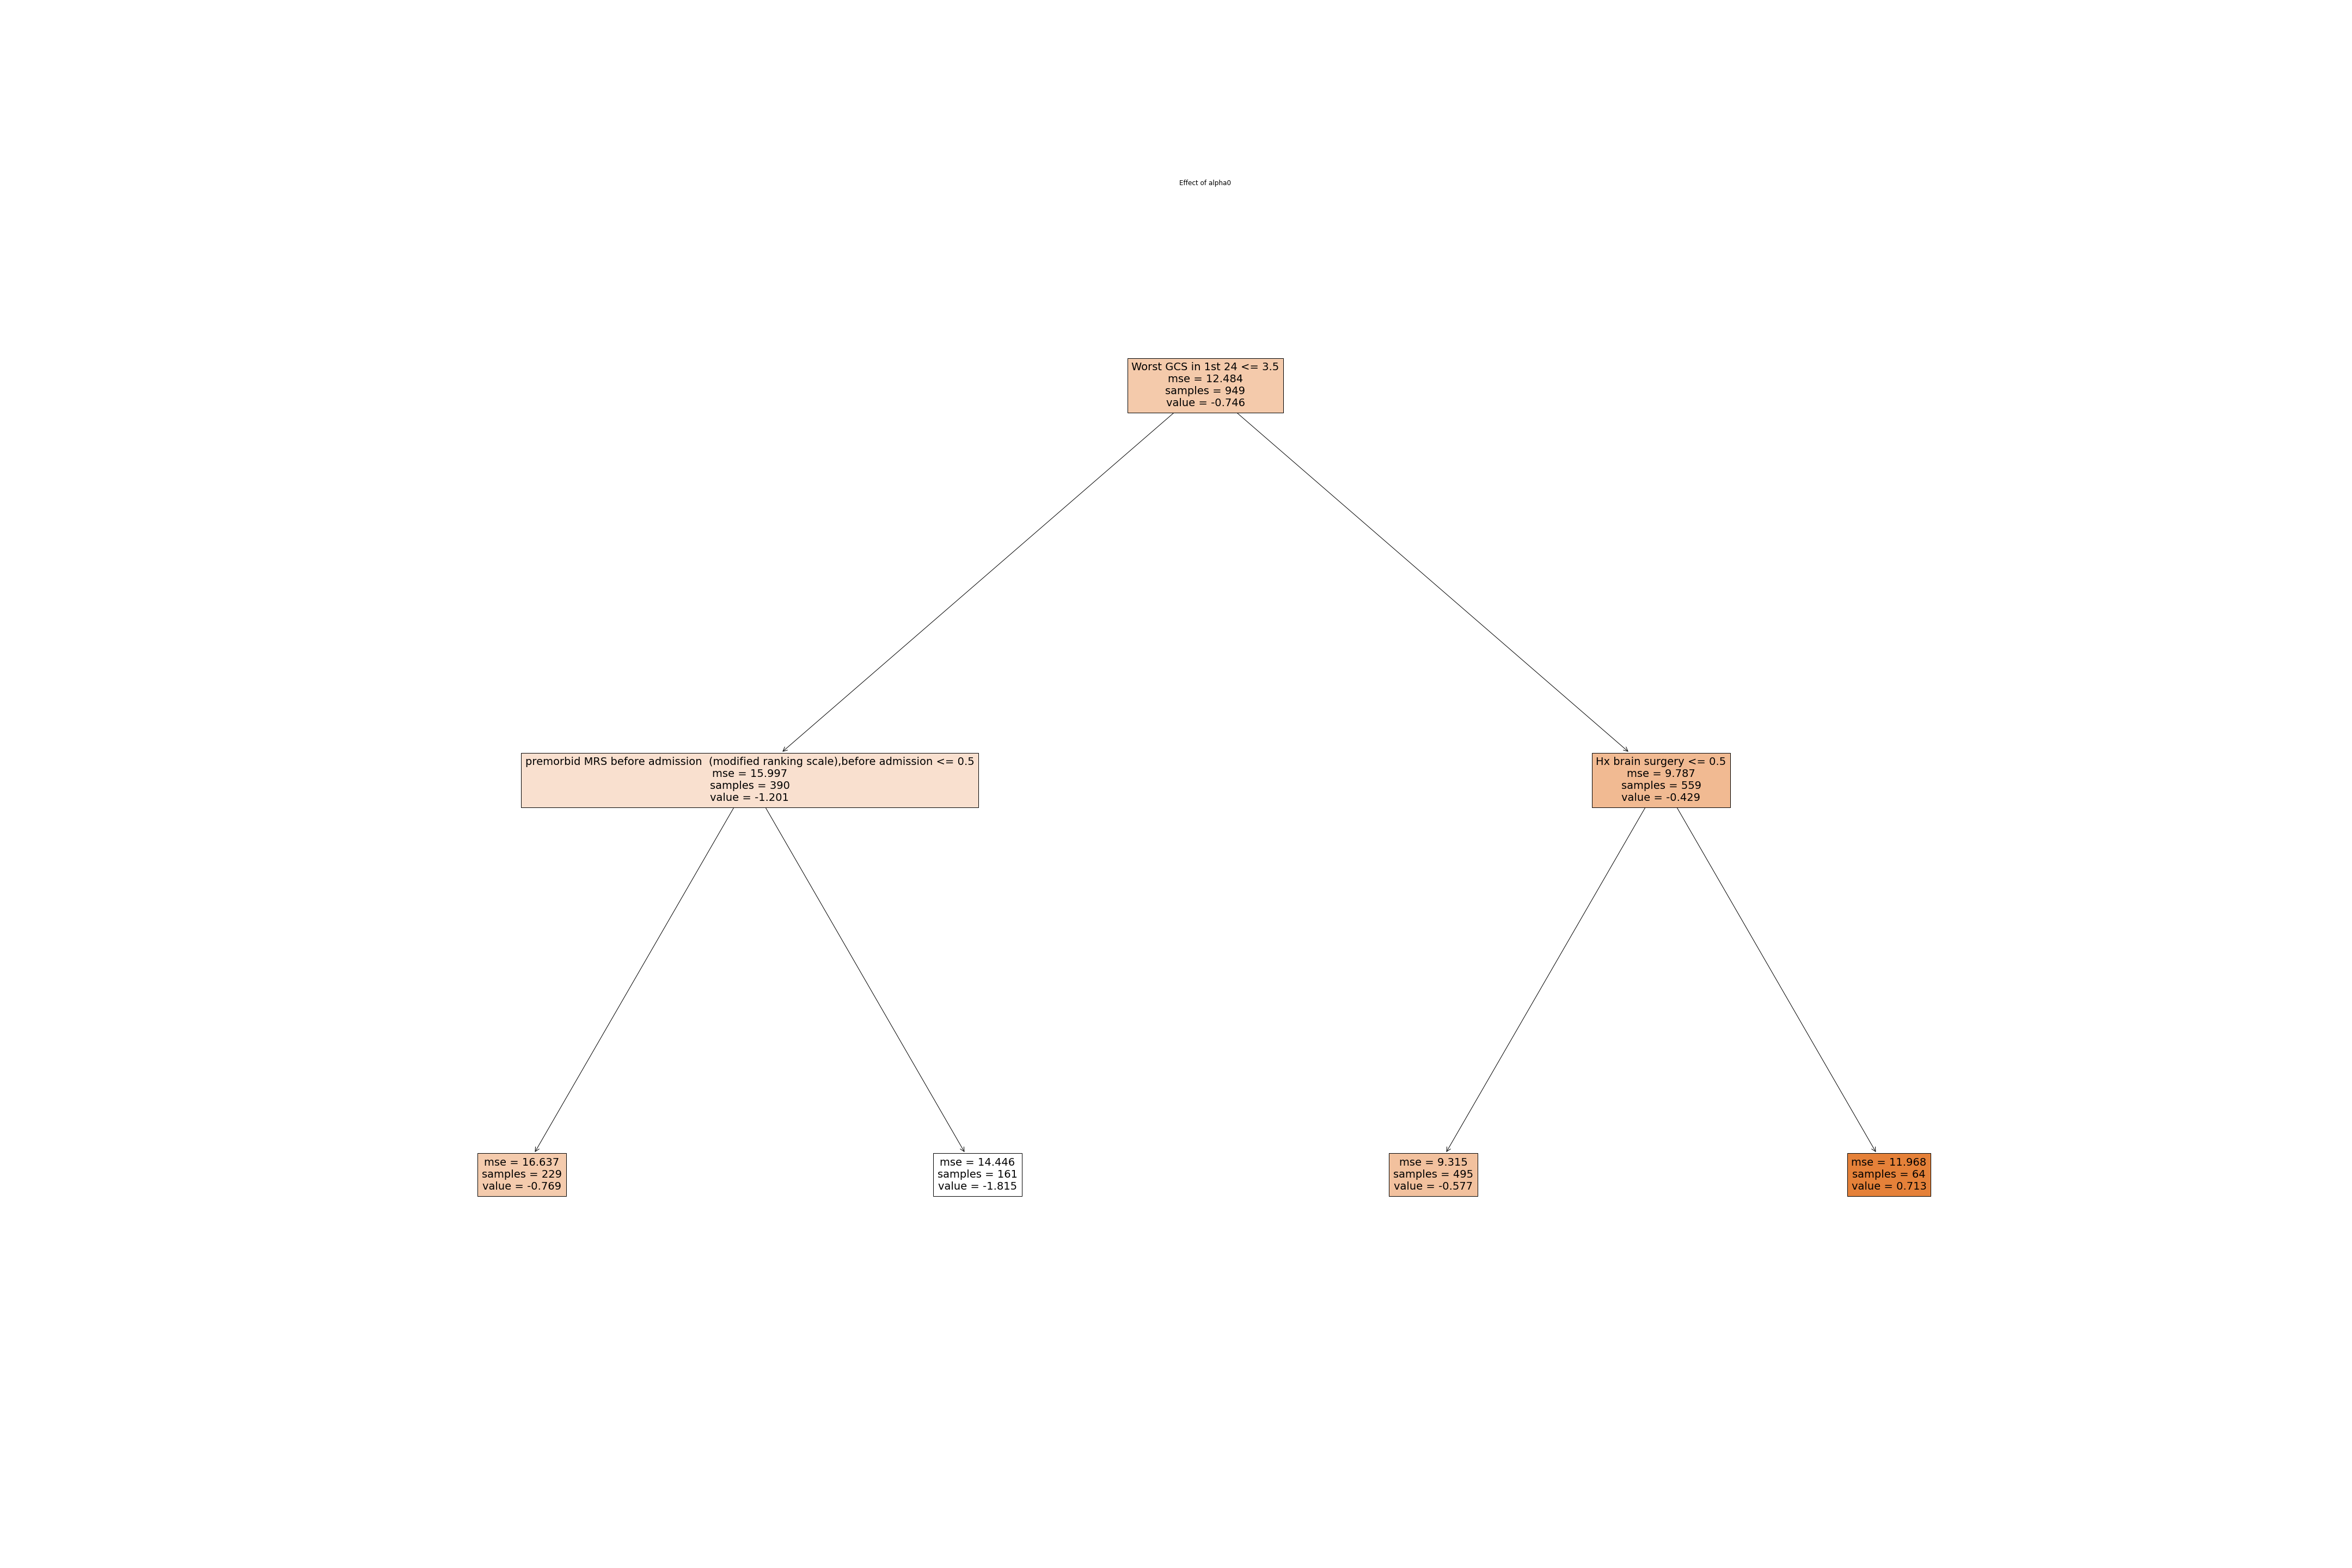 Effect of alpha0
Worst GCS in 1st 24 <= 3.5
mse = 12.484
samples = 949
value = -0.746
premorbid MRS before admission  (modified ranking scale),before admission <= 0.5
mse = 15.997
samples = 390
value = -1.201
Hx brain surgery <= 0.5
mse = 9.787
samples = 559
value = -0.429
mse = 16.637
samples = 229
value = -0.769
mse = 14.446
samples = 161
value = -1.815
mse = 9.315
samples = 495
value = -0.577
mse = 11.968
samples = 64
value = 0.713